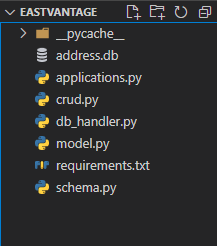 EASTVANTAGE
__pycache__
address.db
applications.py
crud.py
db_handler.py
model.py
requirements.txt
schema.py